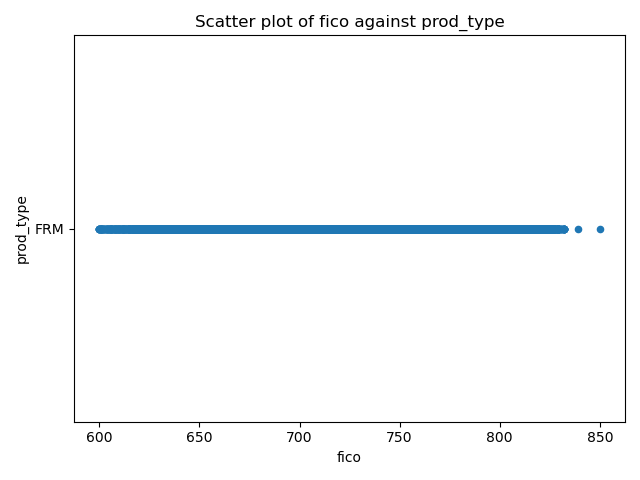 Scatter plot of fico against prod_type
prod_type
FRM
600 650 700 750 800 850
fico